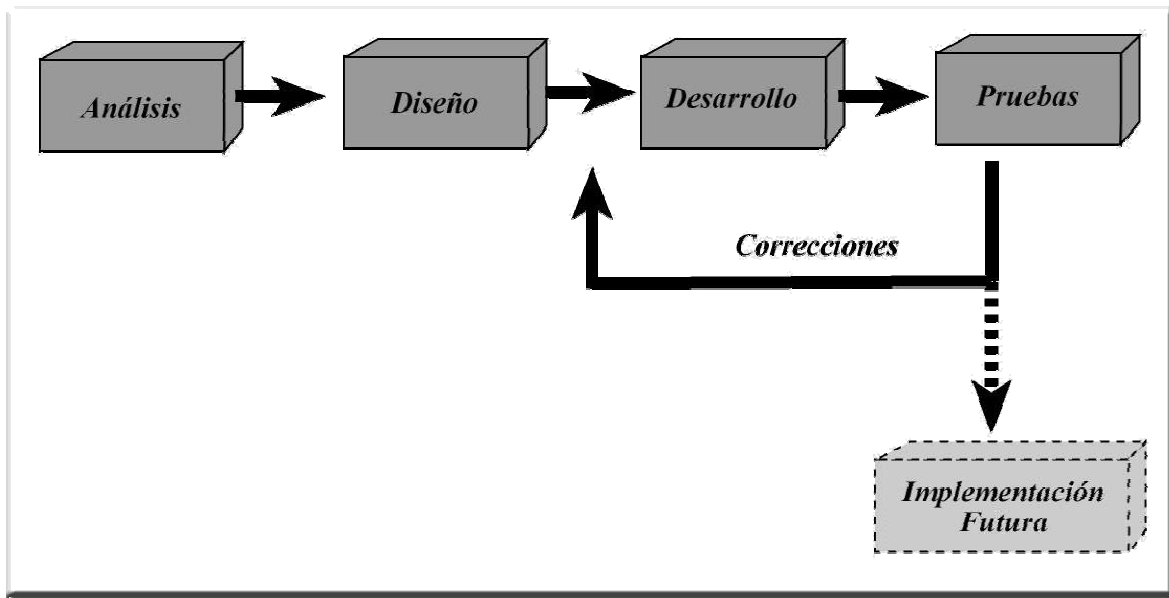 Análisis
Diseño
Desarrollo
Pruebas
Correcciones
Implementación
Futura